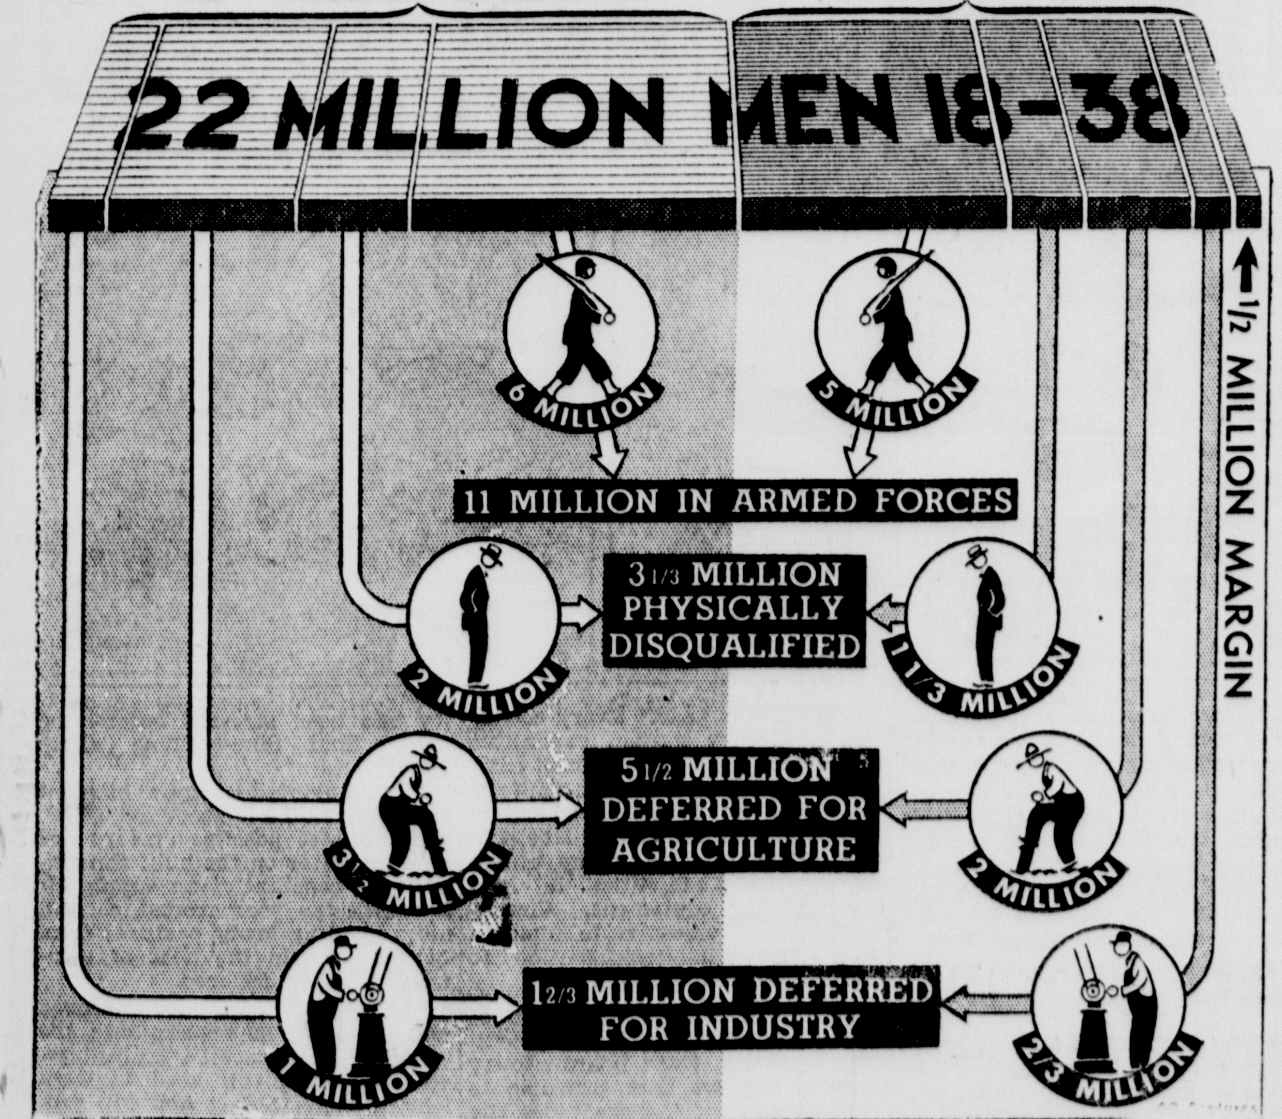 22 MILLION MEN 18-38
6 MILLION
5 MILLION
11 MILLION IN ARMED FORCES
1/2 MILLION MARGIN
2 MILLION
3 1/3 MILLION
PHYSICALLY
DISQUALIFIED
1 1/3 MILLION
3 1/2 MILLION
5 1/2 MILLION
DEFERRED FOR
AGRICULTURE
2 MILLION
1 MILLION
1 2/3 MILLION DEFERRED
FOR INDUSTRY
2/3 MILLION